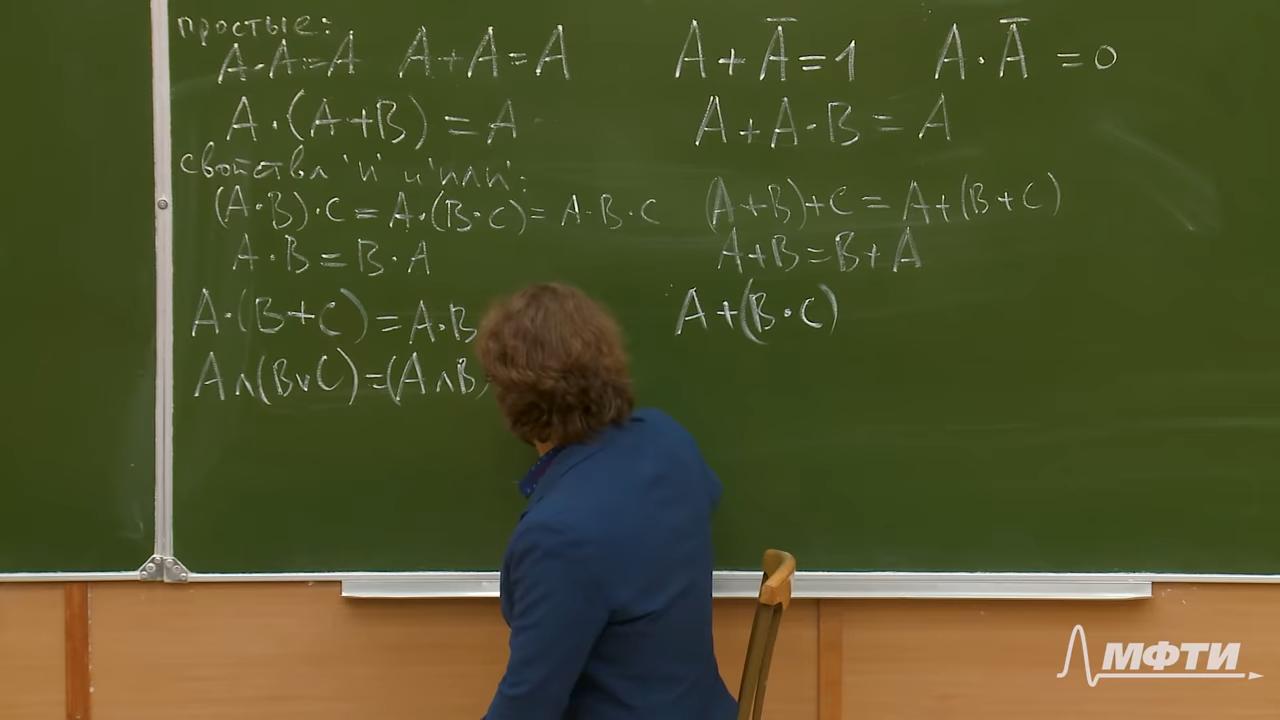 простые:
A·A=A A+A=A A+A̅=1 A·A̅=0
A·(A+B)=A A+A·B=A
свойства 'и' и 'или':
(A·B)·C=A·(B·C)=A·B·C (A+B)+C=A+(B+C)
A·B=B·A A+B=B+A
A·(B+C)=A·B A+(B·C)
A∧(B∨C)=(A∧B)
МФТИ